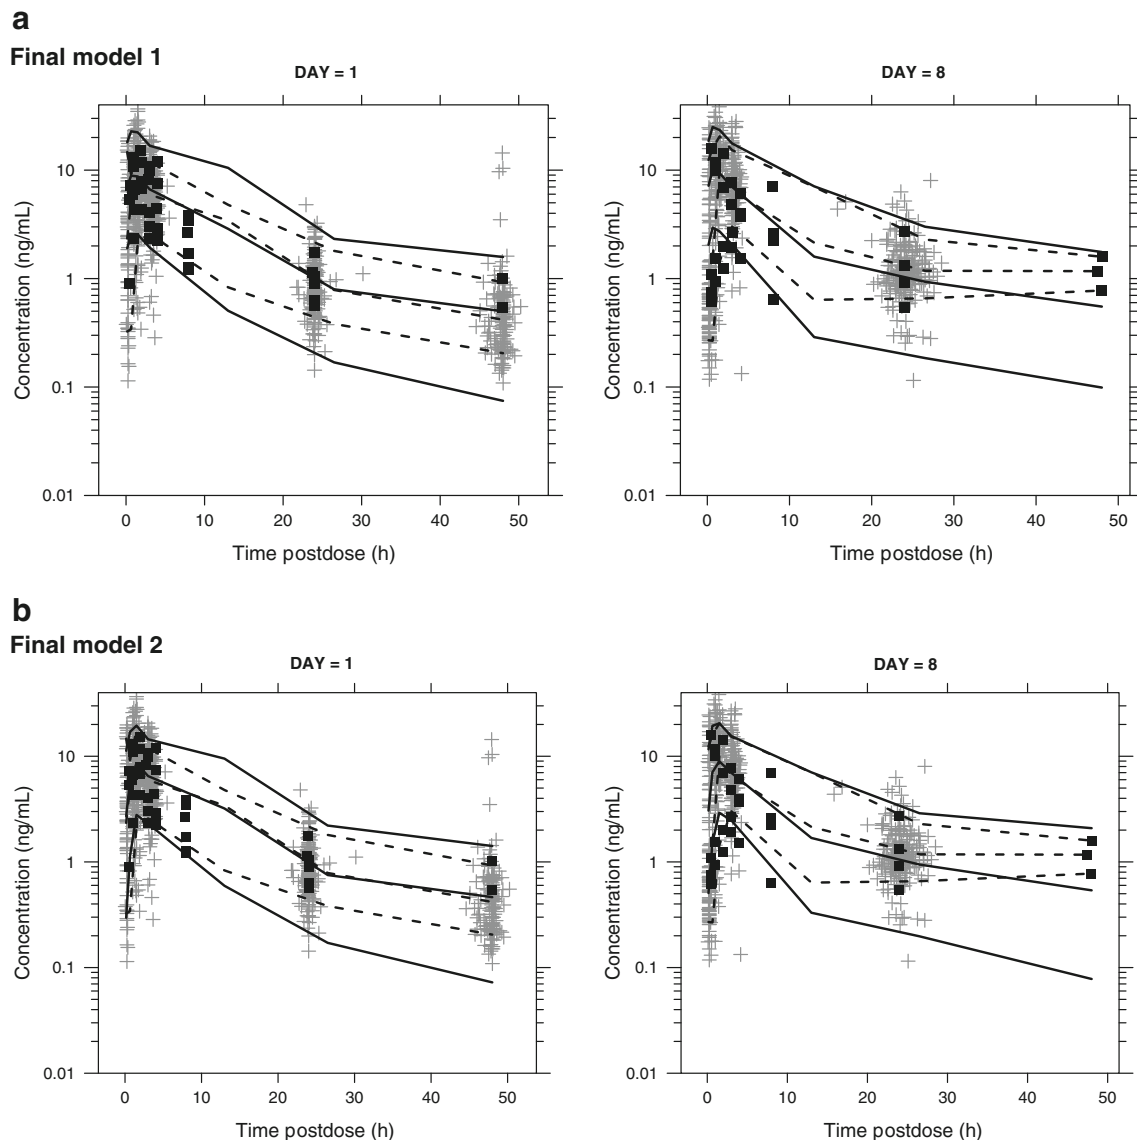 a
Final model 1
DAY = 1
DAY = 8
Concentration (ng/mL)
10
1
0.1
0.01
0 10 20 30 40 50
Time postdose (h)
Concentration (ng/mL)
10
1
0.1
0.01
0 10 20 30 40 50
Time postdose (h)
b
Final model 2
DAY = 1
DAY = 8
Concentration (ng/mL)
10
1
0.1
0.01
0 10 20 30 40 50
Time postdose (h)
Concentration (ng/mL)
10
1
0.1
0.01
0 10 20 30 40 50
Time postdose (h)